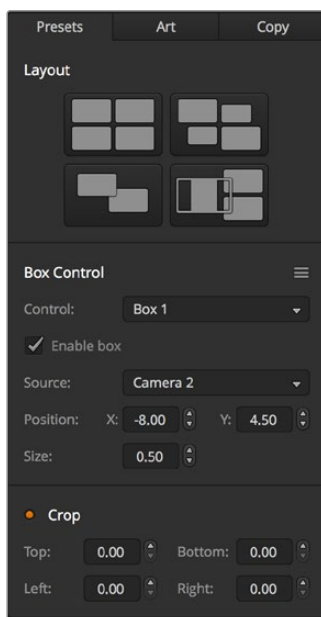 Presets Art Copy
Layout
Box Control
Control: Box 1
Enable box
Source: Camera 2
Position: X: -8.00 Y: 4.50
Size: 0.50
Crop
Top: 0.00 Bottom: 0.00
Left: 0.00 Right: 0.00